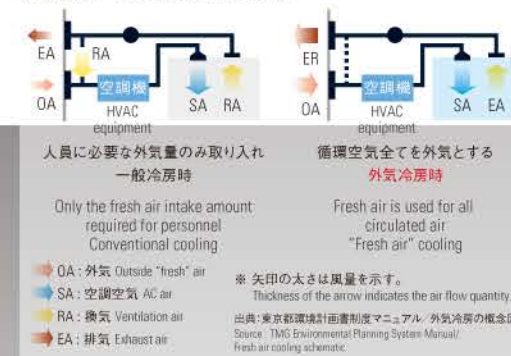 EA
RA
OA
空調機
HVAC
equipment
SA RA
ER
OA
空調機
HVAC
equipment
SA EA
人員に必要な外気量のみ取り入れ
一般冷房時
Only the fresh air intake amount
required for personnel
Conventional cooling
循環空気全てを外気とする
外気冷房時
Fresh air is used for all
circulated air
"Fresh air" cooling
OA : 外気 Outside "fresh" air
SA : 空調空気 AC air
RA : 換気 Ventilation air
EA : 排気 Exhaust air
※ 矢印の太さは風量を示す。
Thickness of the arrow indicates the air flow quantity.
出典:東京都環境計画書制度マニュアル/外気冷房の概念図
Source : TMG Environmental Planning System Manual/
Fresh air cooling schematic